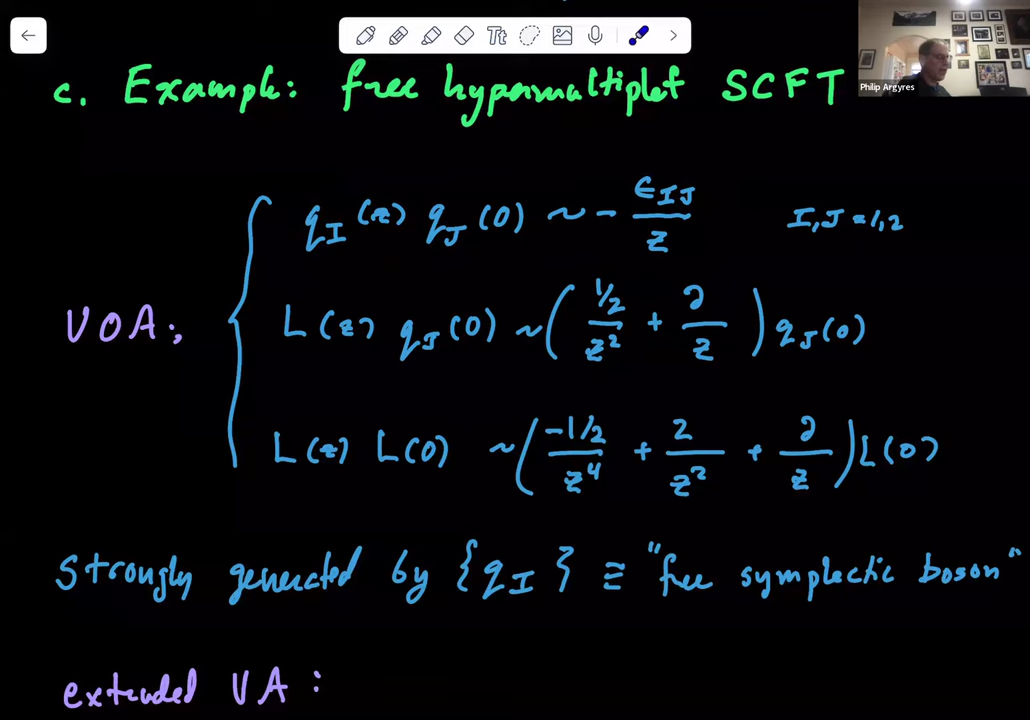 Tt
Philip Argyres
c. Example: free hypermultiplet SCFT
q_I(z) q_J(0) ~ - ϵ_IJ / z    I,J = 1,2
VOA: { L(z) q_J(0) ~ ( 1/2 / z² + ∂ / z ) q_J(0)
L(z) L(0) ~ ( -1/2 / z⁴ + 2 / z² + ∂ / z ) L(0)
Strongly generated by {q_I} ≡ "free symplectic boson"
extended VA: